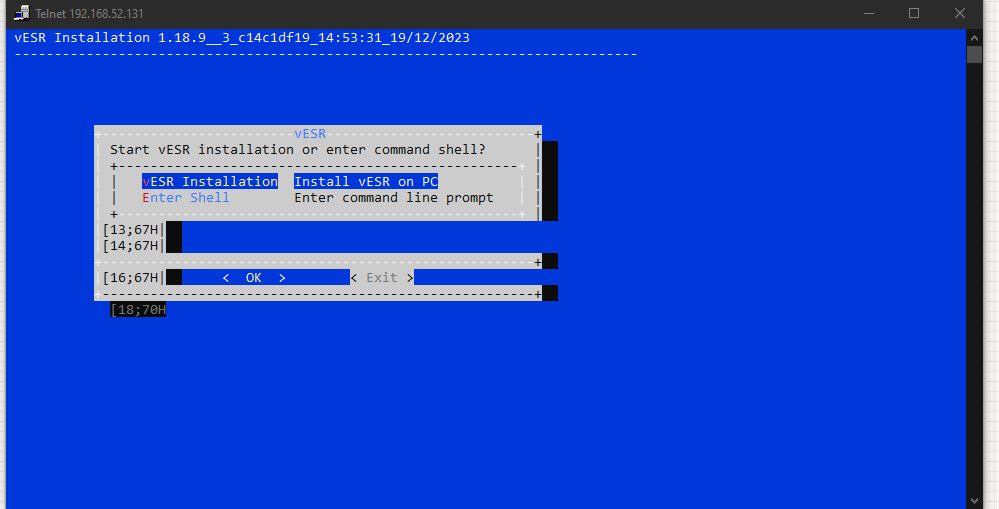 Telnet 192.168.52.131
vESR Installation 1.18.9__3_c14c1df19_14:53:31_19/12/2023
------------------------------------------------------------------------------
+------------------------vESR--------------------------+
| Start vESR installation or enter command shell? |
| +--------------------------------------------------+ |
| | vESR Installation Install vESR on PC | |
| | Enter Shell Enter command line prompt | |
| +--------------------------------------------------+ |
[13;67H|
[14;67H|
+------------------------------------------------------+
[16;67H| < OK > < Exit >
+------------------------------------------------------+
[18;70H